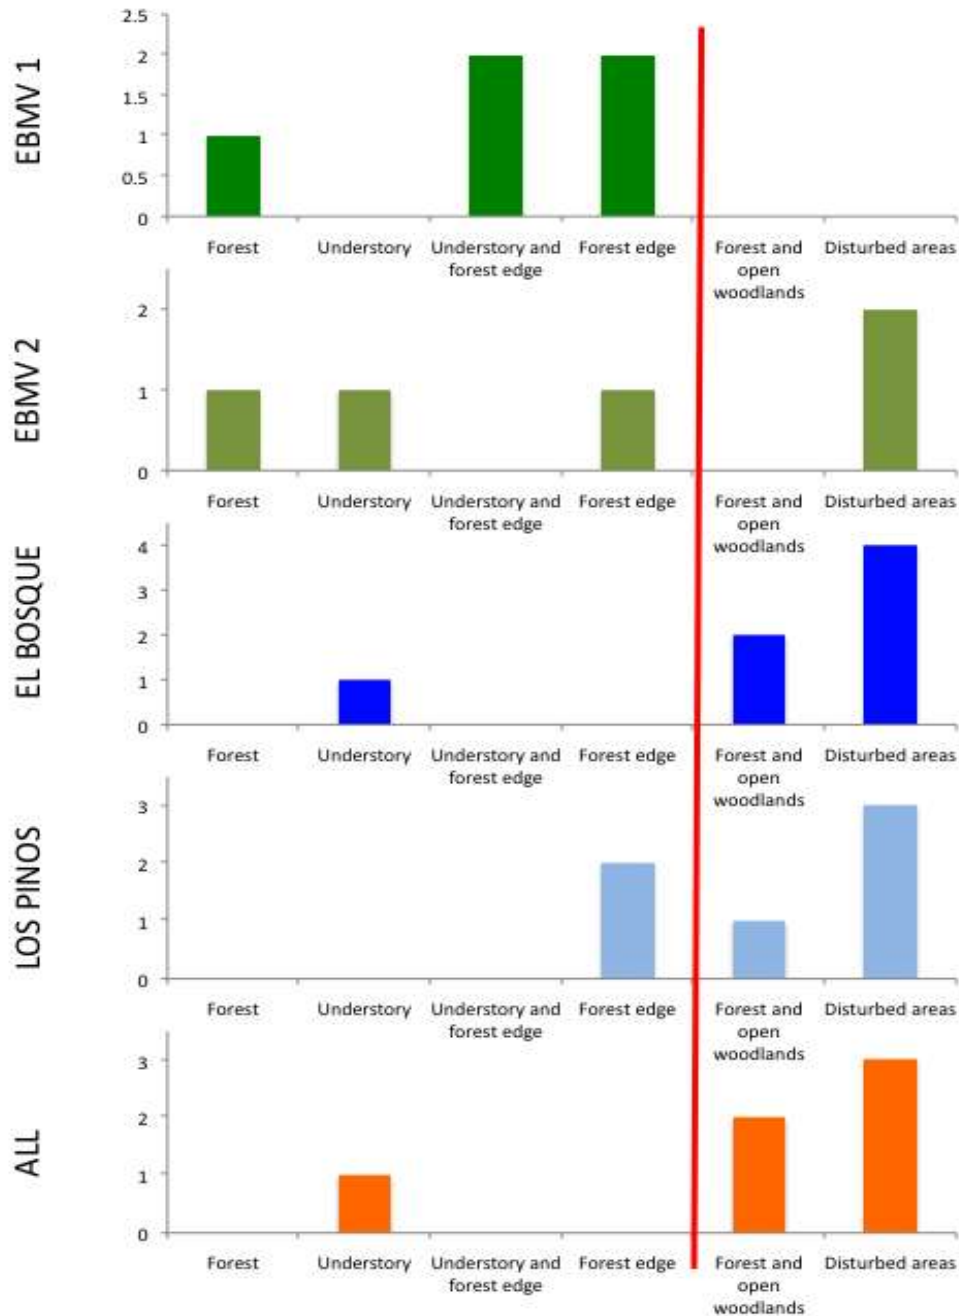 EBMV 1
2.5
2
1.5
1
0.5
0
Forest
Understory
Understory and
forest edge
Forest edge
Forest and
open
woodlands
Disturbed areas
EBMV 2
2
1
0
Forest
Understory
Understory and
forest edge
Forest edge
Forest and
open
woodlands
Disturbed areas
EL BOSQUE
4
3
2
1
0
Forest
Understory
Understory and
forest edge
Forest edge
Forest and
open
woodlands
Disturbed areas
LOS PINOS
3
2
1
0
Forest
Understory
Understory and
forest edge
Forest edge
Forest and
open
woodlands
Disturbed areas
ALL
3
2
1
0
Forest
Understory
Understory and
forest edge
Forest edge
Forest and
open
woodlands
Disturbed areas